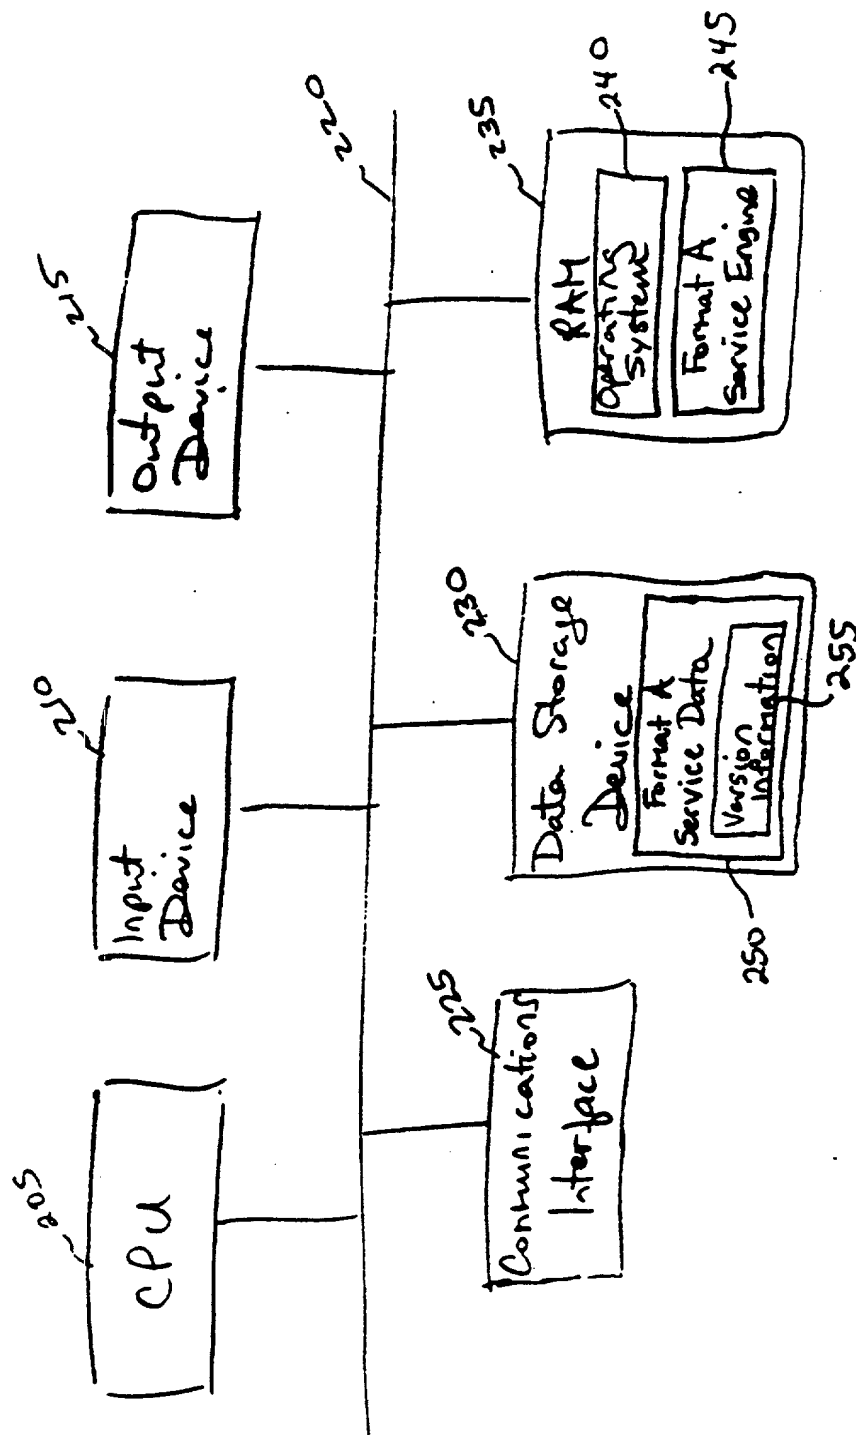 205
CPU
210
Input
Device
215
Output
Device
220
225
Communications
Interface
230
Data Storage
Device
Format A
Service Data
Version
Information
250
255
235
RAM
Operating
System
240
Format A
Service Engine
245